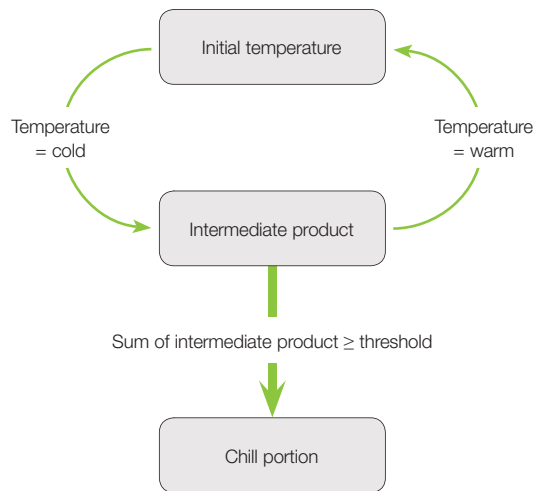 Initial temperature
Temperature
= cold
Temperature
= warm
Intermediate product
Sum of intermediate product ≥ threshold
Chill portion